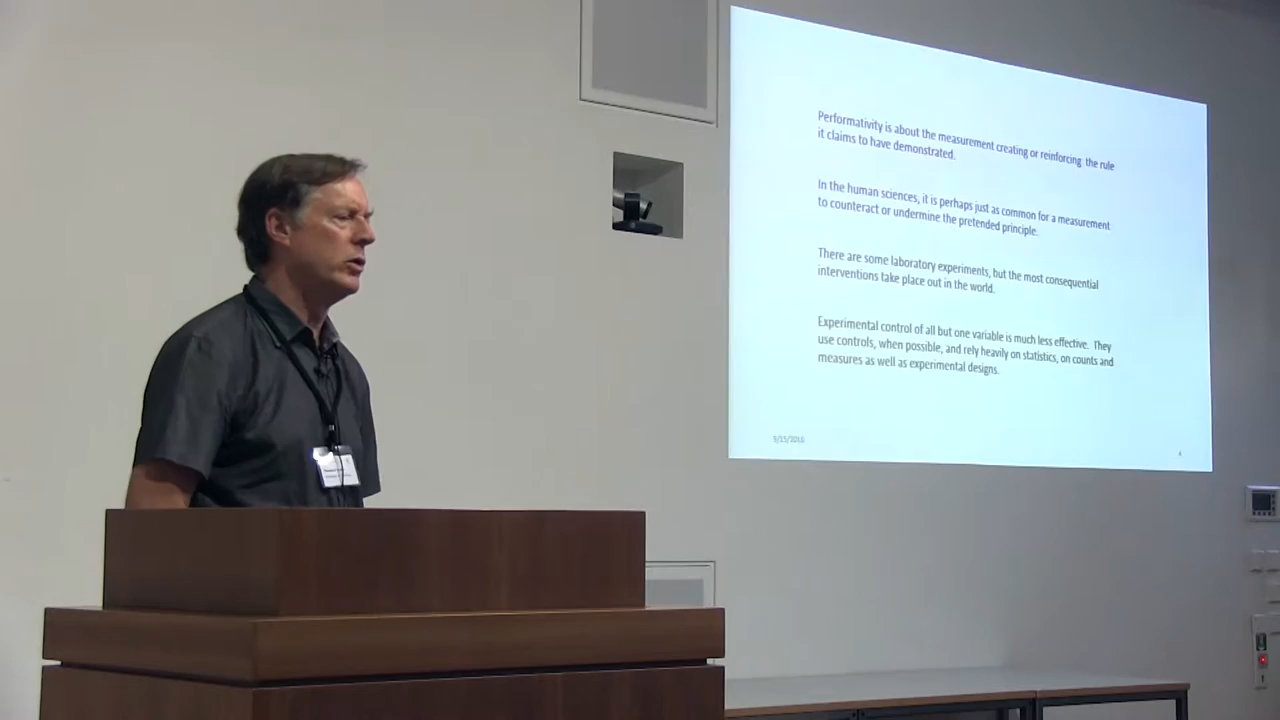 Performativity is about the measurement creating or reinforcing the rule
it claims to have demonstrated.
In the human sciences, it is perhaps just as common for a measurement
to counteract or undermine the pretended principle.
There are some laboratory experiments, but the most consequential
interventions take place out in the world.
Experimental control of all but one variable is much less effective. They
use controls, when possible, and rely heavily on statistics, on counts and
measures as well as experimental designs.